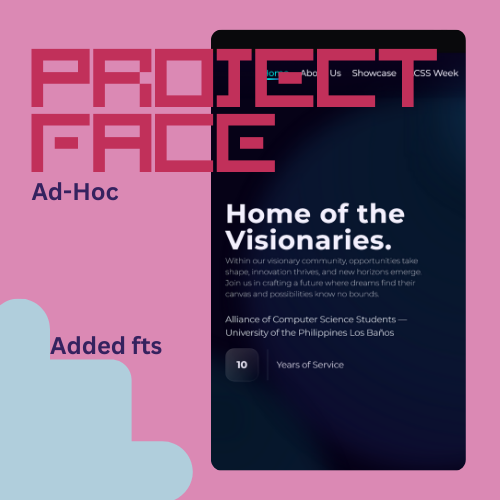 PROJECT
FACE
Ad-Hoc
Added fts
Home About Us Showcase CSS Week
Home of the
Visionaries.
Within our visionary community, opportunities take
shape, innovation thrives, and new horizons emerge.
Join us in crafting a future where dreams find their
canvas and possibilities know no bounds.
Alliance of Computer Science Students —
University of the Philippines Los Baños
10 Years of Service